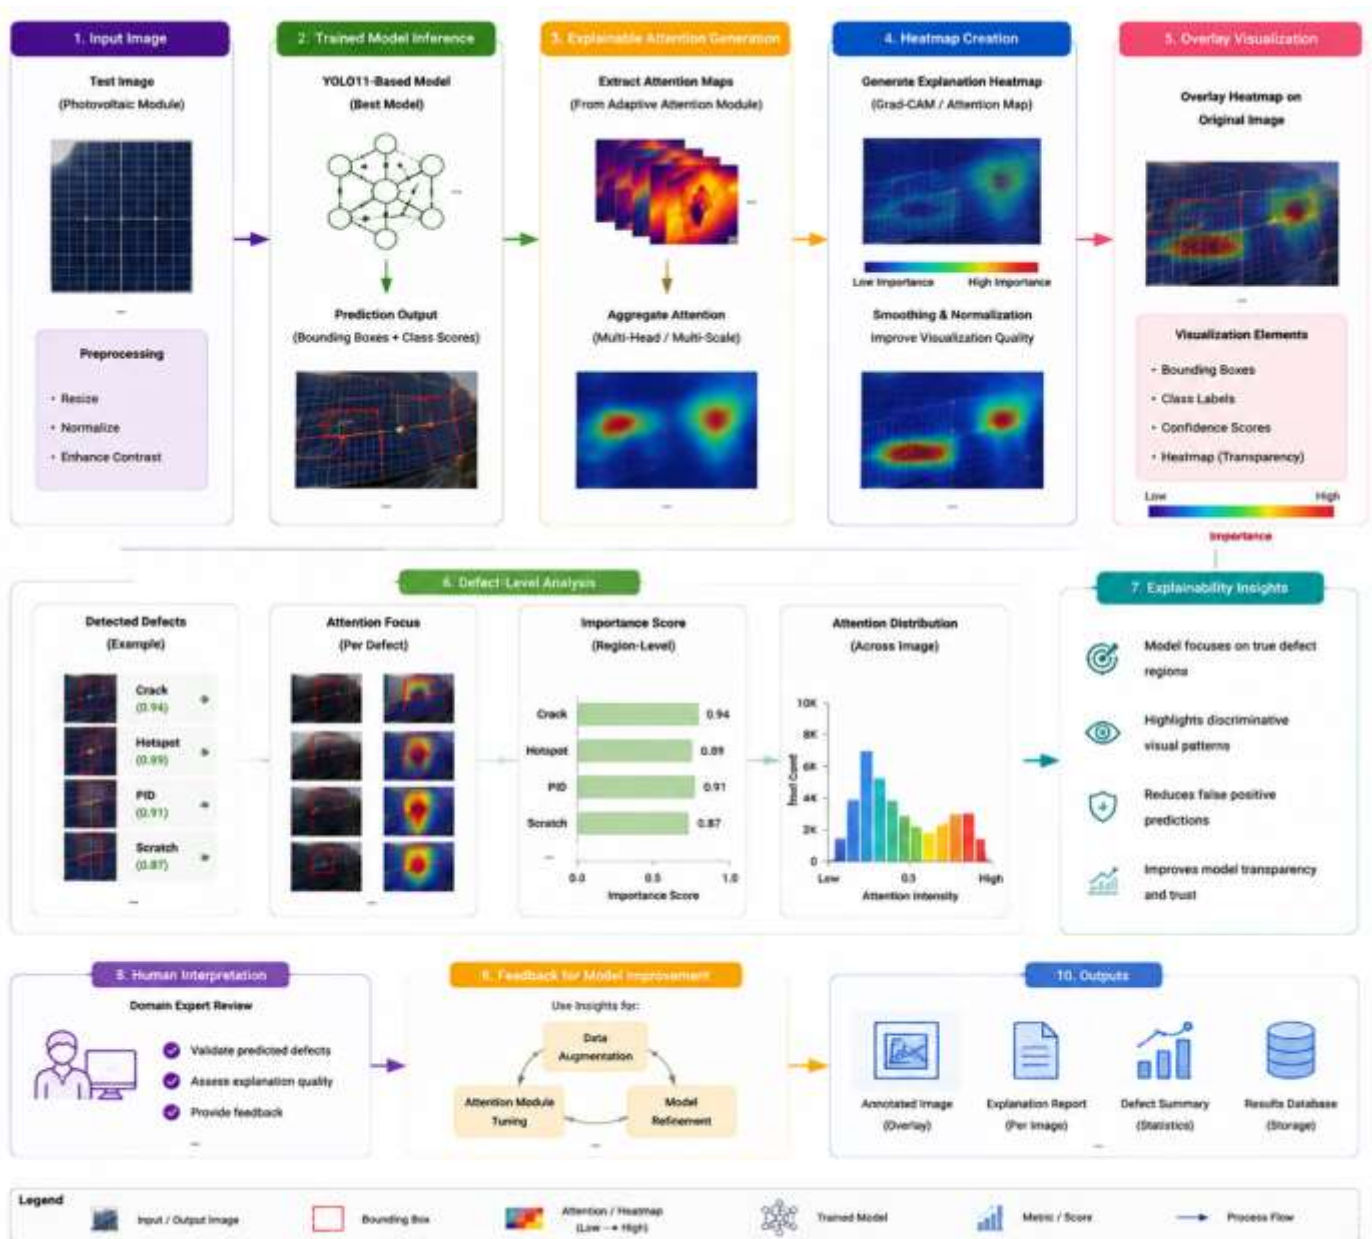 1. Input Image
Test Image
(Photovoltaic Module)
...
Preprocessing
• Resize
• Normalize
• Enhance Contrast
2. Trained Model Inference
YOLO11-Based Model
(Best Model)
...
Prediction Output
(Bounding Boxes + Class Scores)
...
3. Explainable Attention Generation
Extract Attention Maps
(From Adaptive Attention Module)
...
Aggregate Attention
(Multi-Head / Multi-Scale)
...
4. Heatmap Creation
Generate Explanation Heatmap
(Grad-CAM / Attention Map)
Low Importance High Importance
Smoothing & Normalization
Improve Visualization Quality
...
5. Overlay Visualization
Overlay Heatmap on
Original Image
...
Visualization Elements
• Bounding Boxes
• Class Labels
• Confidence Scores
• Heatmap (Transparency)
Low High
Importance
6. Defect-Level Analysis
Detected Defects
(Example)
Crack
(0.94)
Hotspot
(0.89)
PID
(0.91)
Scratch
(0.87)
...
Attention Focus
(Per Defect)
...
Importance Score
(Region-Level)
Crack 0.94
Hotspot 0.89
PID 0.91
Scratch 0.87
...
0.0 0.5 1.0
Importance Score
Attention Distribution
(Across Image)
10K
8K
6K
4K
2K
0
Low 0.5 High
Attention Intensity
7. Explainability Insights
Model focuses on true defect
regions
Highlights discriminative
visual patterns
Reduces false positive
predictions
Improves model transparency
and trust
8. Human Interpretation
Domain Expert Review
Validate predicted defects
Assess explanation quality
Provide feedback
...
9. Feedback for Model Improvement
Use Insights for:
Data
Augmentation
Attention Module
Tuning
Model
Refinement
...
10. Outputs
Annotated Image
(Overlay)
Explanation Report
(Per Image)
Defect Summary
(Statistics)
Results Database
(Storage)
...
Legend
Input / Output Image
Bounding Box
Attention / Heatmap
(Low → High)
Trained Model
Metric / Score
Process Flow